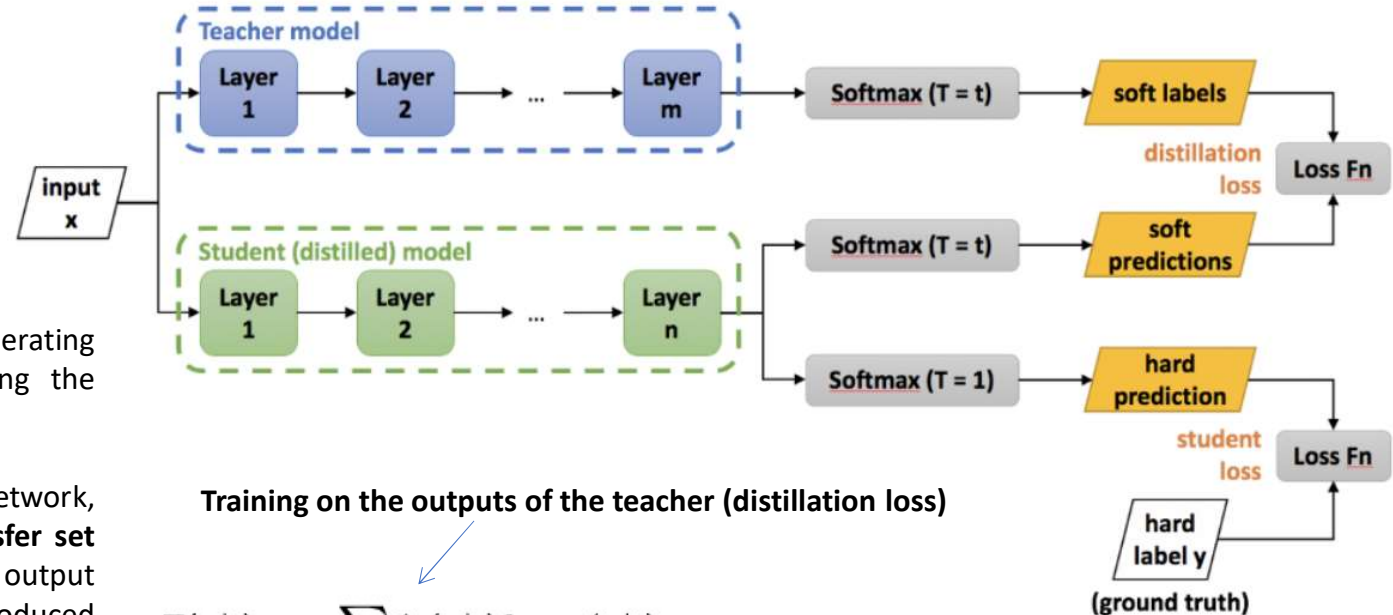 Teacher model
Layer
1
Layer
2
...
Layer
m
Softmax (T = t)
soft labels
distillation
loss
Loss Fn
input
x
Student (distilled) model
Layer
1
Layer
2
...
Layer
n
Softmax (T = t)
soft
predictions
Softmax (T = 1)
hard
prediction
student
loss
Loss Fn
hard
label y
(ground truth)
erating
ng the
etwork,
sfer set
output
oduced
Training on the outputs of the teacher (distillation loss)